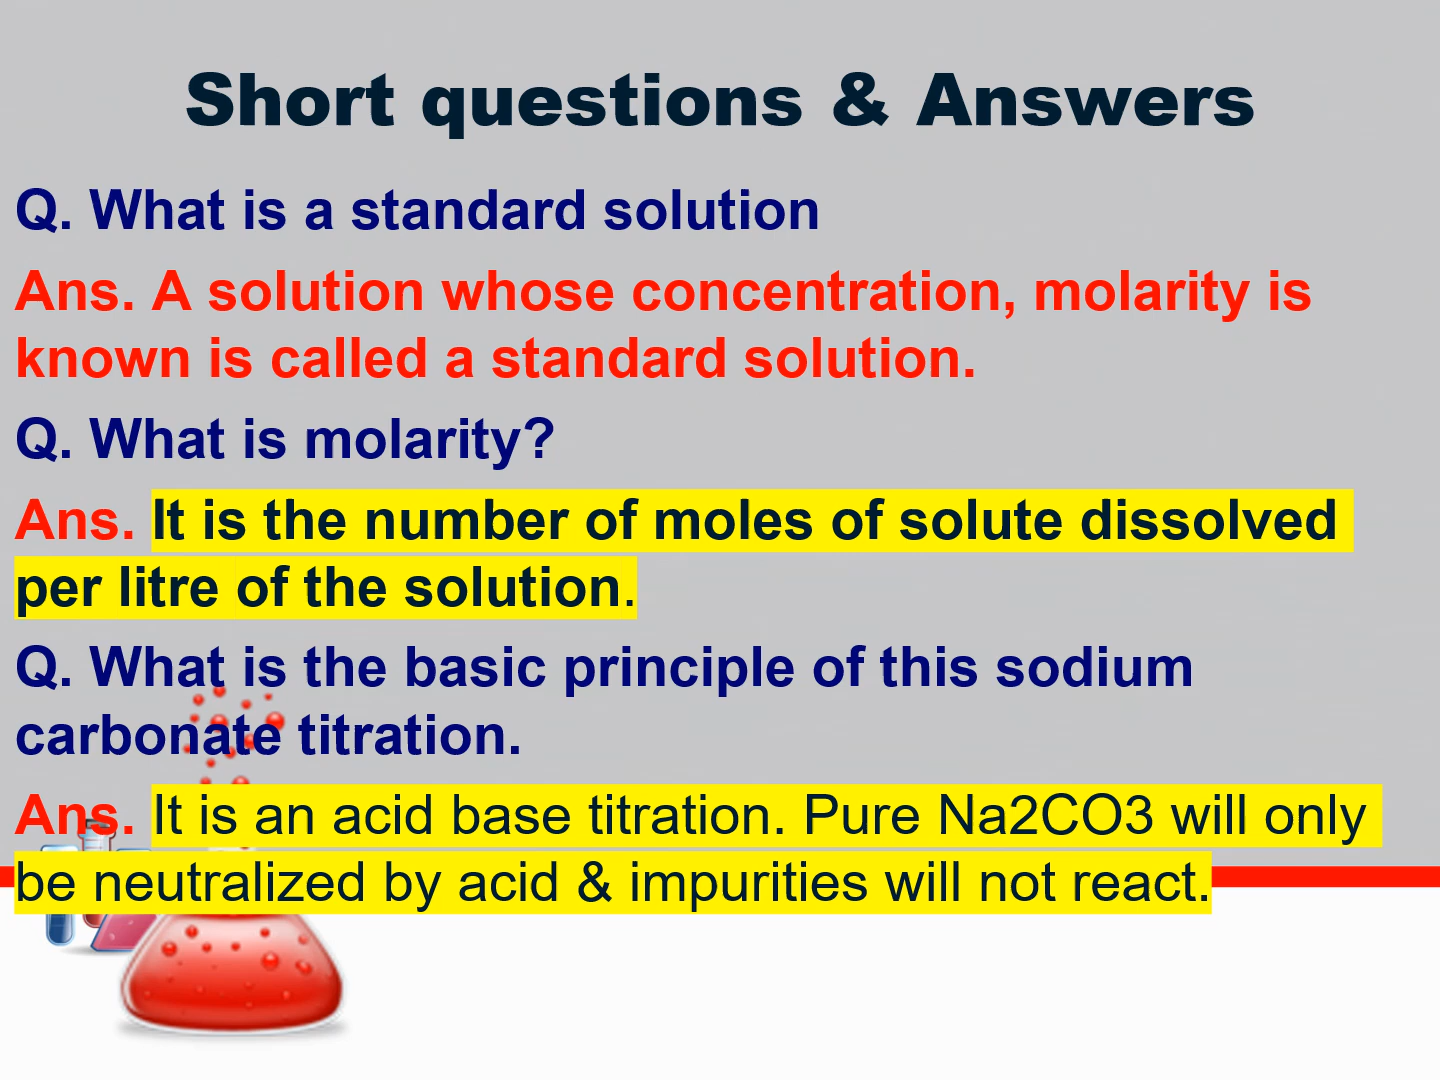 Short questions & Answers
Q. What is a standard solution
Ans. A solution whose concentration, molarity is
known is called a standard solution.
Q. What is molarity?
Ans. It is the number of moles of solute dissolved
per litre of the solution.
Q. What is the basic principle of this sodium
carbonate titration.
Ans. It is an acid base titration. Pure Na2CO3 will only
be neutralized by acid & impurities will not react.